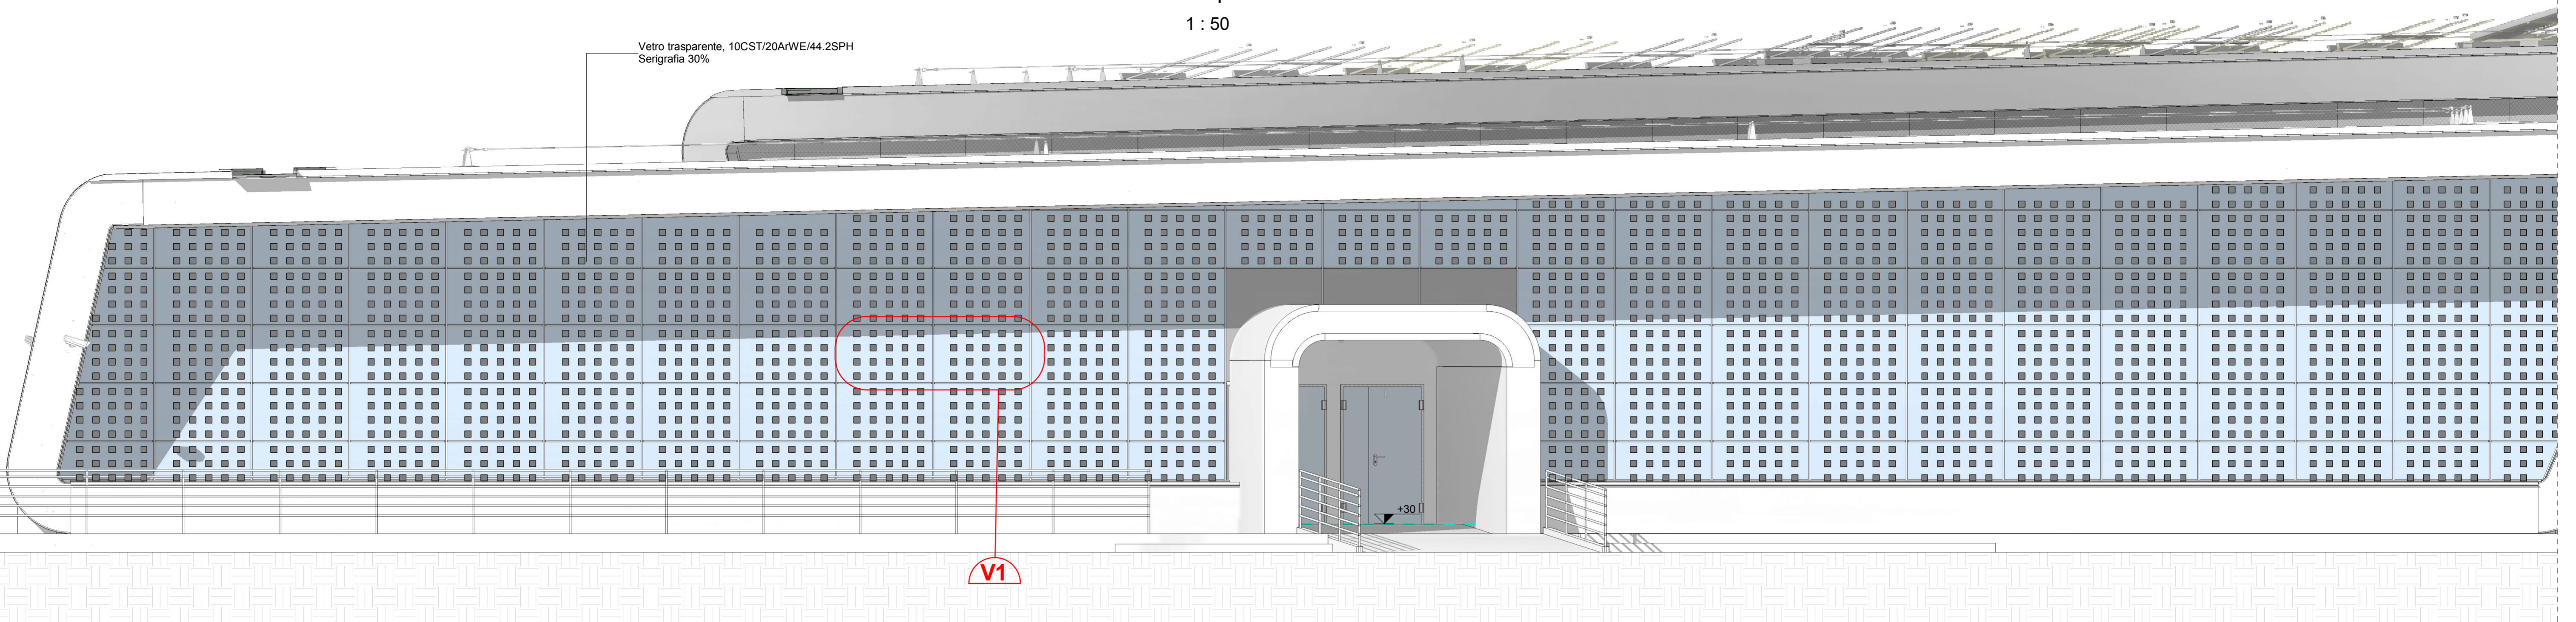 1 : 50
Vetro trasparente, 10CST/20ArWE/44.2SPH
Serigrafia 30%
+30
V1